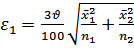 ε₁ = 3ϑ/100 √(x̄₁²/n₁ + x̄₂²/n₂)